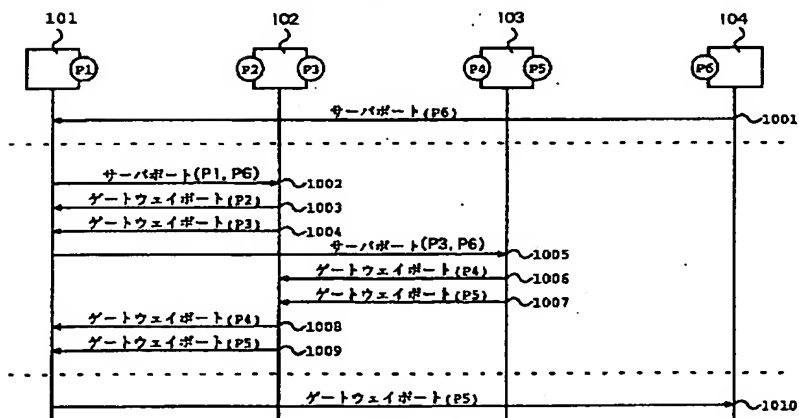 101 102 103 104
P1 P2 P3 P4 P5 P6
サーバポート(P6) 1001
サーバポート(P1, P6) 1002
ゲートウェイポート(P2) 1003
ゲートウェイポート(P3) 1004
サーバポート(P3, P6) 1005
ゲートウェイポート(P4) 1006
ゲートウェイポート(P5) 1007
ゲートウェイポート(P4) 1008
ゲートウェイポート(P5) 1009
ゲートウェイポート(P5) 1010